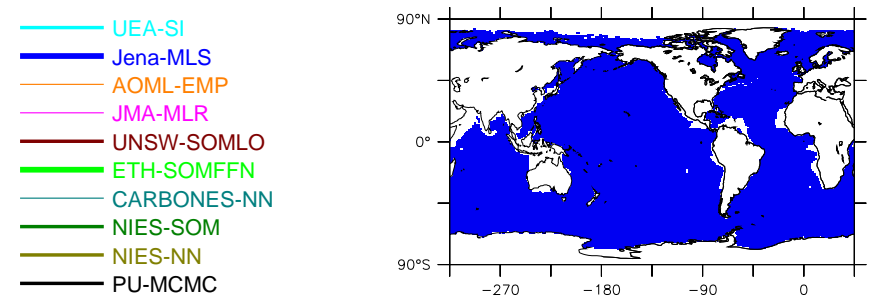 UEA-SI
Jena-MLS
AOML-EMP
JMA-MLR
UNSW-SOMLO
ETH-SOMFFN
CARBONES-NN
NIES-SOM
NIES-NN
PU-MCMC
90°N
0°
90°S
−270 −180 −90 0